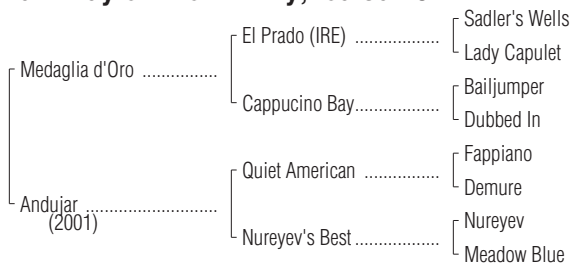 Sadler's Wells
El Prado (IRE) ...................
Lady Capulet
Medaglia d'Oro ................
Bailjumper
Cappucino Bay ...................
Dubbed In
Fappiano
Quiet American .................
Demure
Andujar ............................
(2001)
Nureyev
Nureyev's Best ...................
Meadow Blue